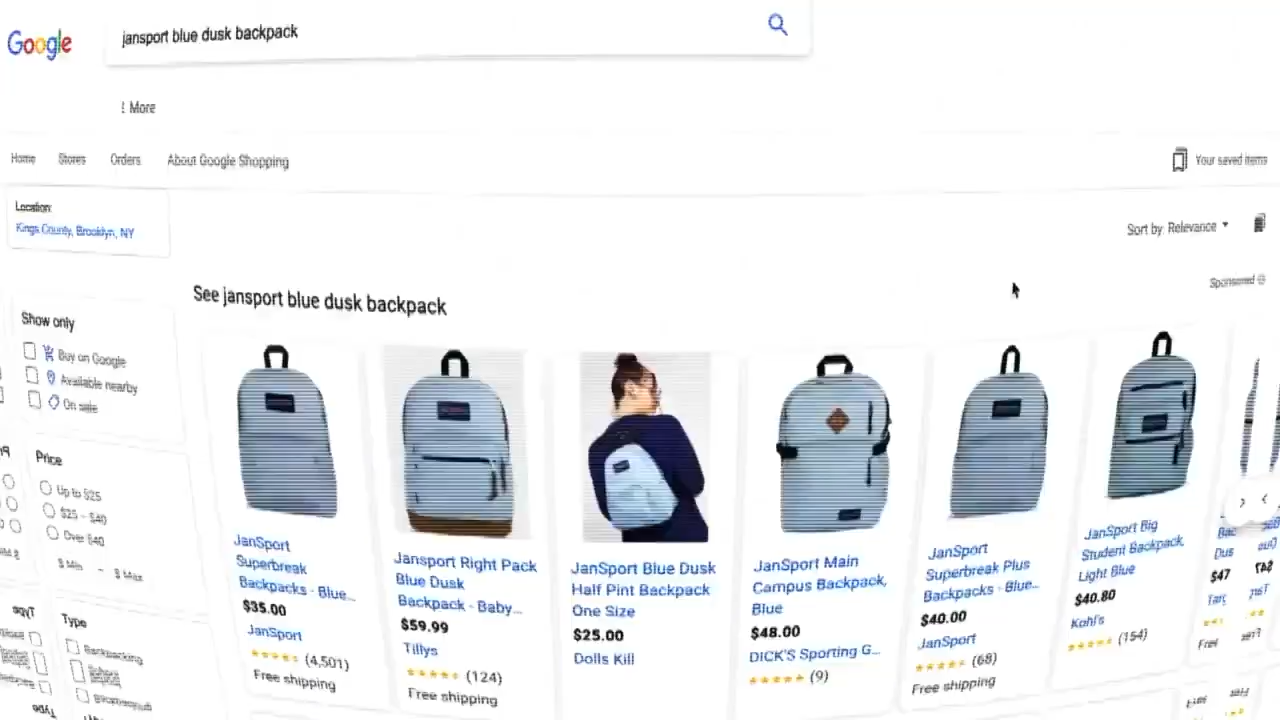 Google
jansport blue dusk backpack
⋮ More
Home
Stores
Orders
About Google Shopping
Your saved items
Location:
Kings County, Brooklyn, NY
Sort by: Relevance
Sponsored
See jansport blue dusk backpack
Show only
Buy on Google
Available nearby
On sale
Price
Up to $25
$25 – $40
Over $40
$ Min – $ Max
Type
Backpacking
JanSport
Superbreak
Backpacks - Blue...
$35.00
JanSport
(4,501)
Free shipping
Jansport Right Pack
Blue Dusk
Backpack - Baby...
$59.99
Tillys
(124)
Free shipping
JanSport Blue Dusk
Half Pint Backpack
One Size
$25.00
Dolls Kill
JanSport Main
Campus Backpack,
Blue
$48.00
DICK'S Sporting G...
(9)
JanSport
Superbreak Plus
Backpacks - Blue...
$40.00
JanSport
(68)
Free shipping
JanSport Big
Student Backpack,
Light Blue
$40.80
Kohl's
(154)
Dus
$47
Free